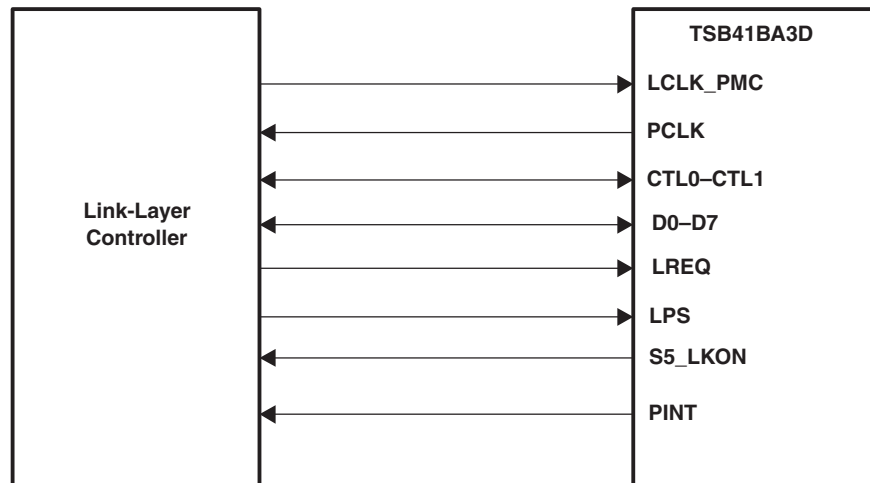 TSB41BA3D
LCLK_PMC
PCLK
CTL0–CTL1
Link-Layer
Controller
D0–D7
LREQ
LPS
S5_LKON
PINT